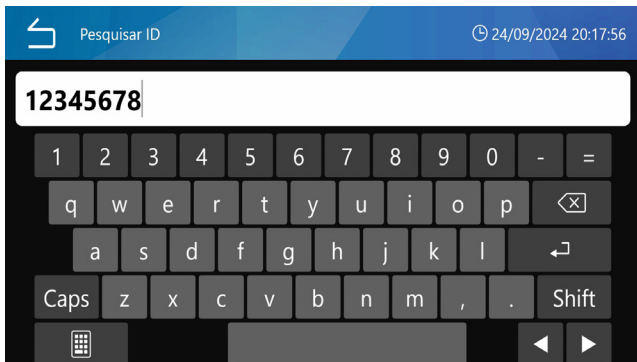 Pesquisar ID 24/09/2024 20:17:56
12345678
1 2 3 4 5 6 7 8 9 0 - =
q w e r t y u i o p
a s d f g h j k l
Caps z x c v b n m , . Shift